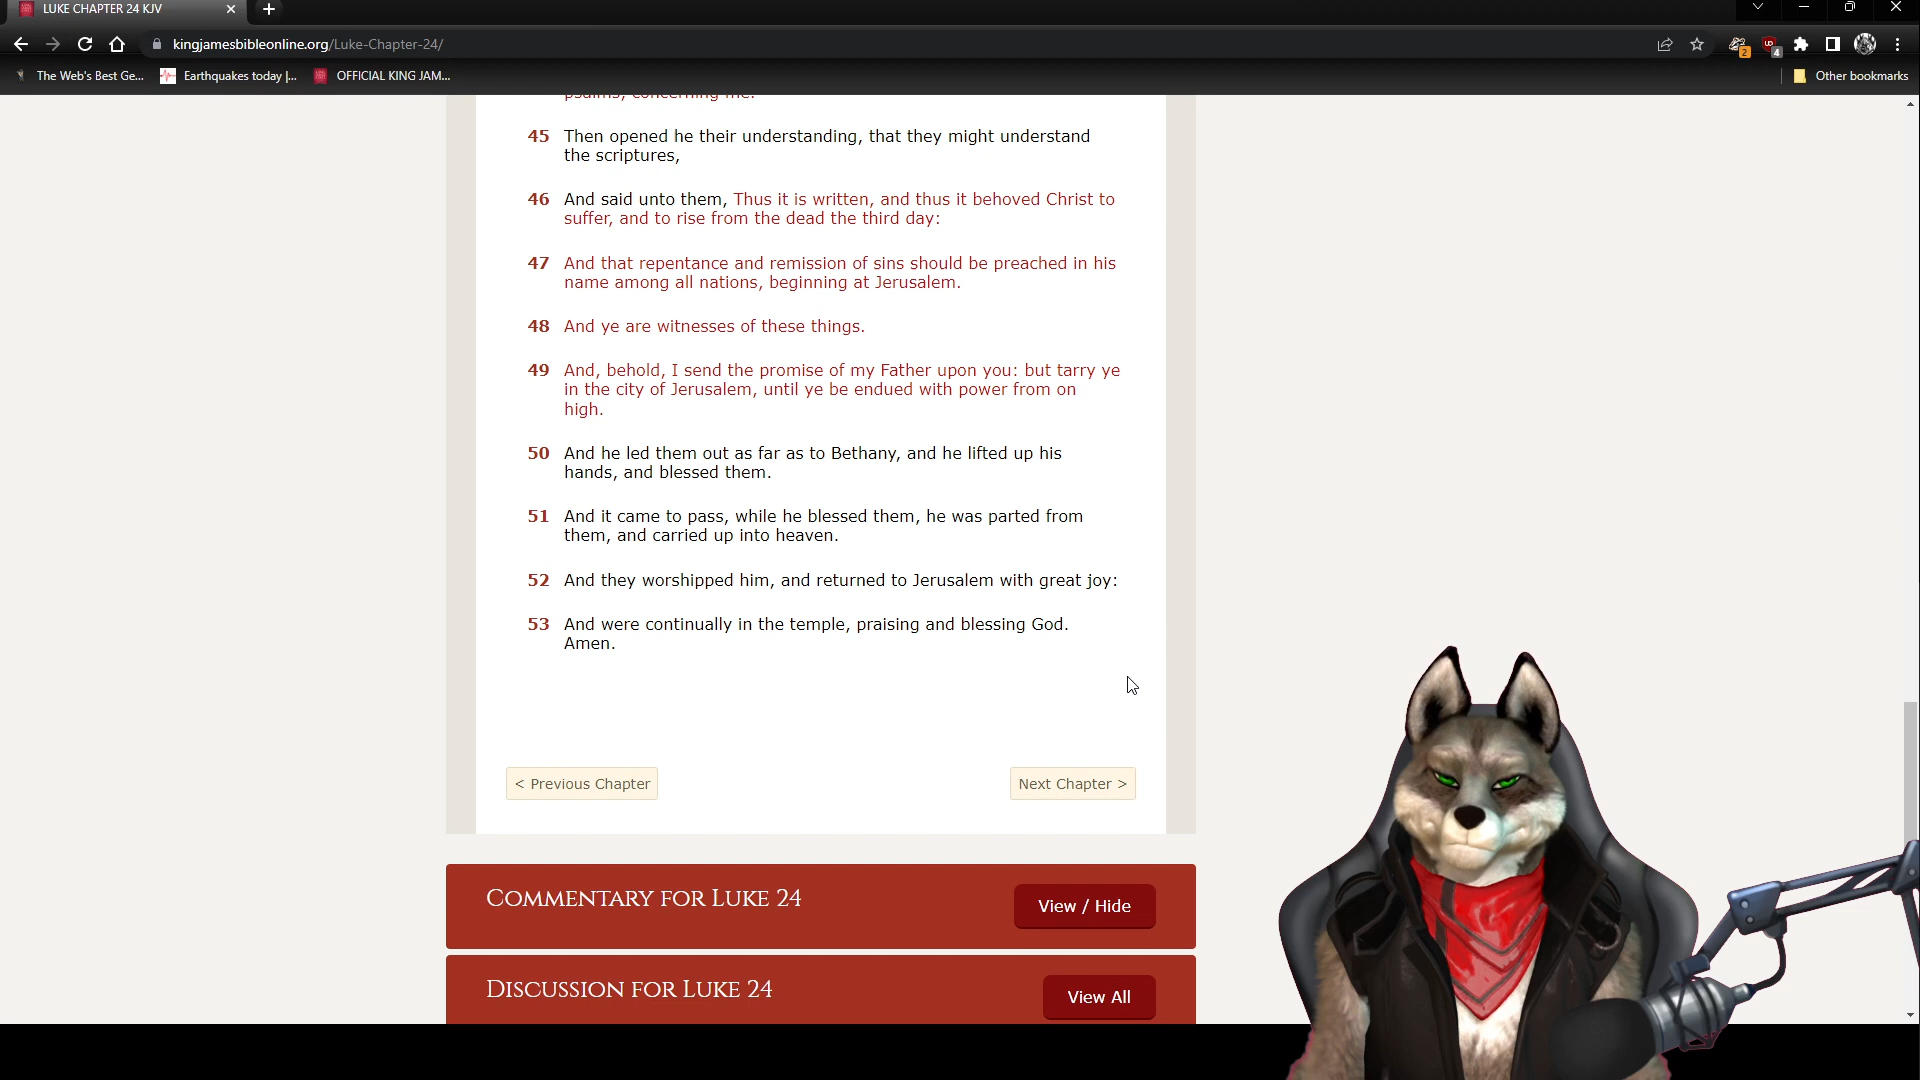 LUKE CHAPTER 24 KJV
kingjamesbibleonline.org/Luke-Chapter-24/
2
4
The Web's Best Ge...
Earthquakes today |...
OFFICIAL KING JAM...
Other bookmarks
psalms, concerning me.
45 Then opened he their understanding, that they might understand
the scriptures,
46 And said unto them, Thus it is written, and thus it behoved Christ to
suffer, and to rise from the dead the third day:
47 And that repentance and remission of sins should be preached in his
name among all nations, beginning at Jerusalem.
48 And ye are witnesses of these things.
49 And, behold, I send the promise of my Father upon you: but tarry ye
in the city of Jerusalem, until ye be endued with power from on
high.
50 And he led them out as far as to Bethany, and he lifted up his
hands, and blessed them.
51 And it came to pass, while he blessed them, he was parted from
them, and carried up into heaven.
52 And they worshipped him, and returned to Jerusalem with great joy:
53 And were continually in the temple, praising and blessing God.
Amen.
< Previous Chapter
Next Chapter >
COMMENTARY FOR LUKE 24
View / Hide
DISCUSSION FOR LUKE 24
View All